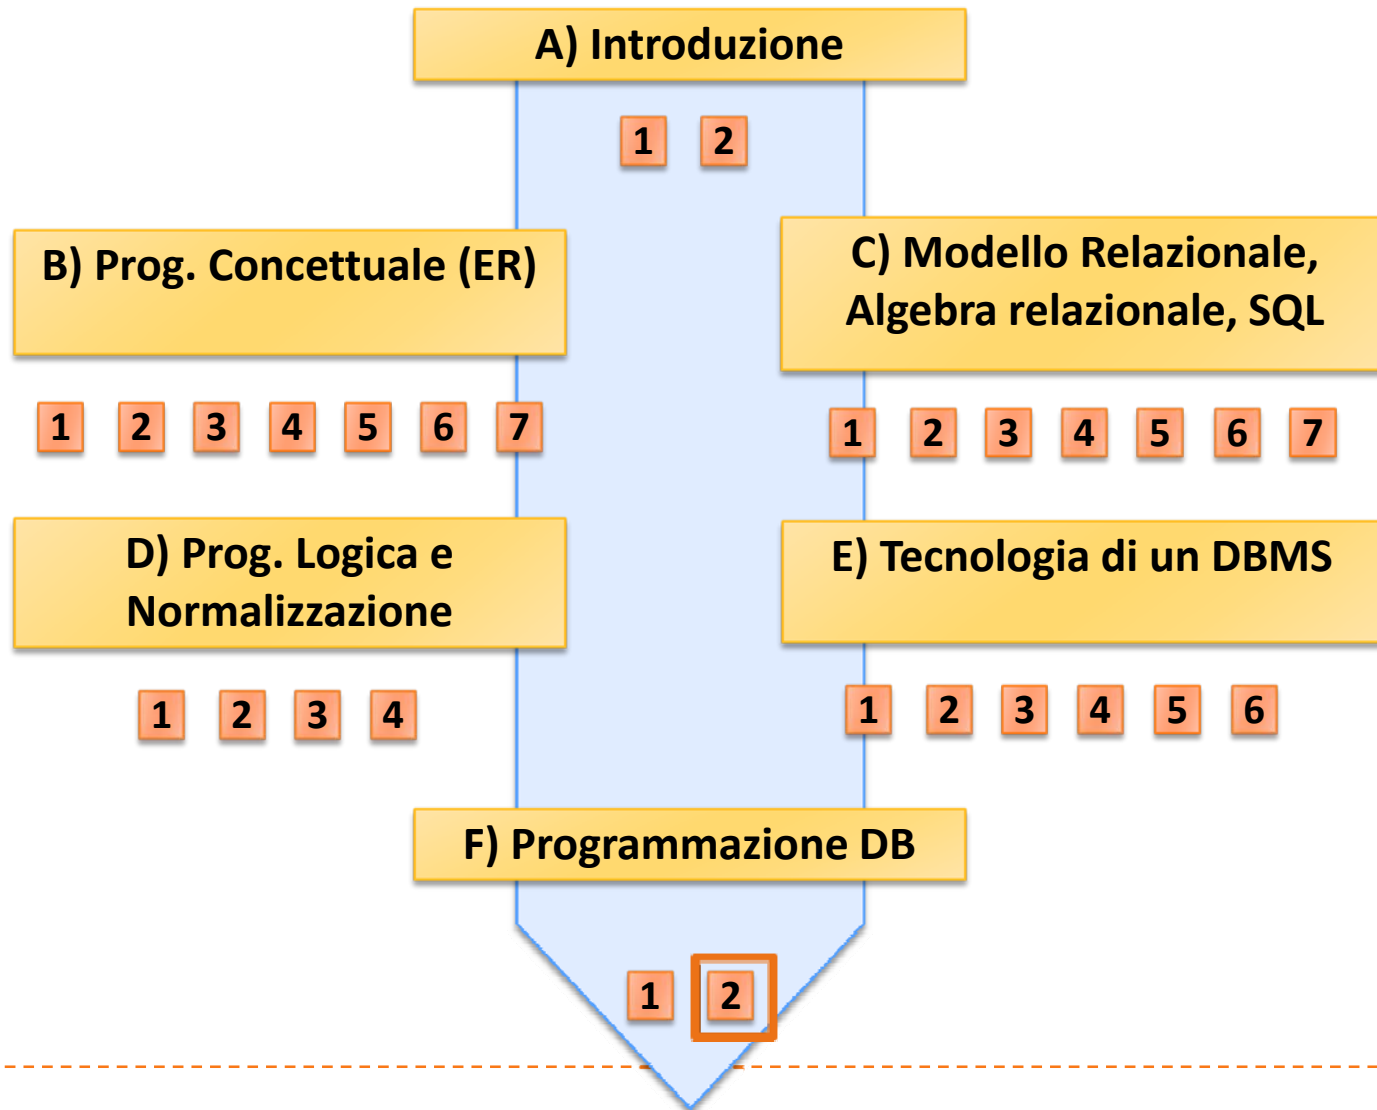 A) Introduzione
1 2
B) Prog. Concettuale (ER)
1 2 3 4 5 6 7
C) Modello Relazionale,
Algebra relazionale, SQL
1 2 3 4 5 6 7
D) Prog. Logica e
Normalizzazione
1 2 3 4
E) Tecnologia di un DBMS
1 2 3 4 5 6
F) Programmazione DB
1 2